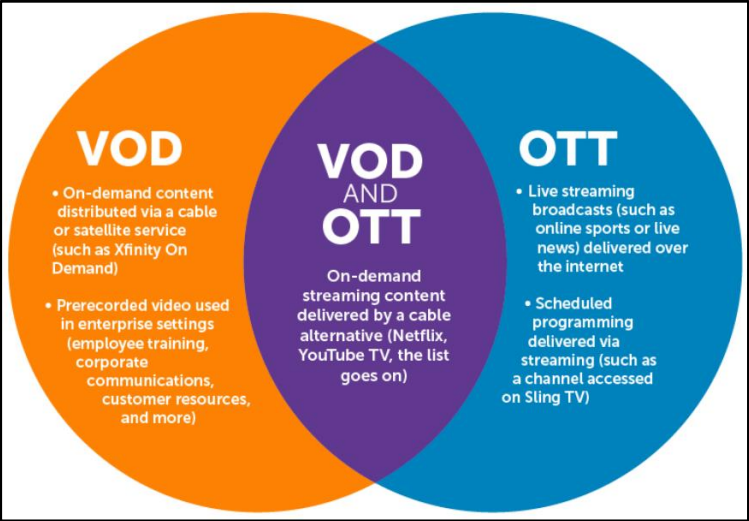 VOD
• On-demand content
distributed via a cable
or satellite service
(such as Xfinity On
Demand)
• Prerecorded video used
in enterprise settings
(employee training,
corporate
communications,
customer resources,
and more)
VOD
AND
OTT
On-demand
streaming content
delivered by a cable
alternative (Netflix,
YouTube TV, the list
goes on)
OTT
• Live streaming
broadcasts (such as
online sports or live
news) delivered over
the internet
• Scheduled
programming
delivered via
streaming (such as
a channel accessed
on Sling TV)